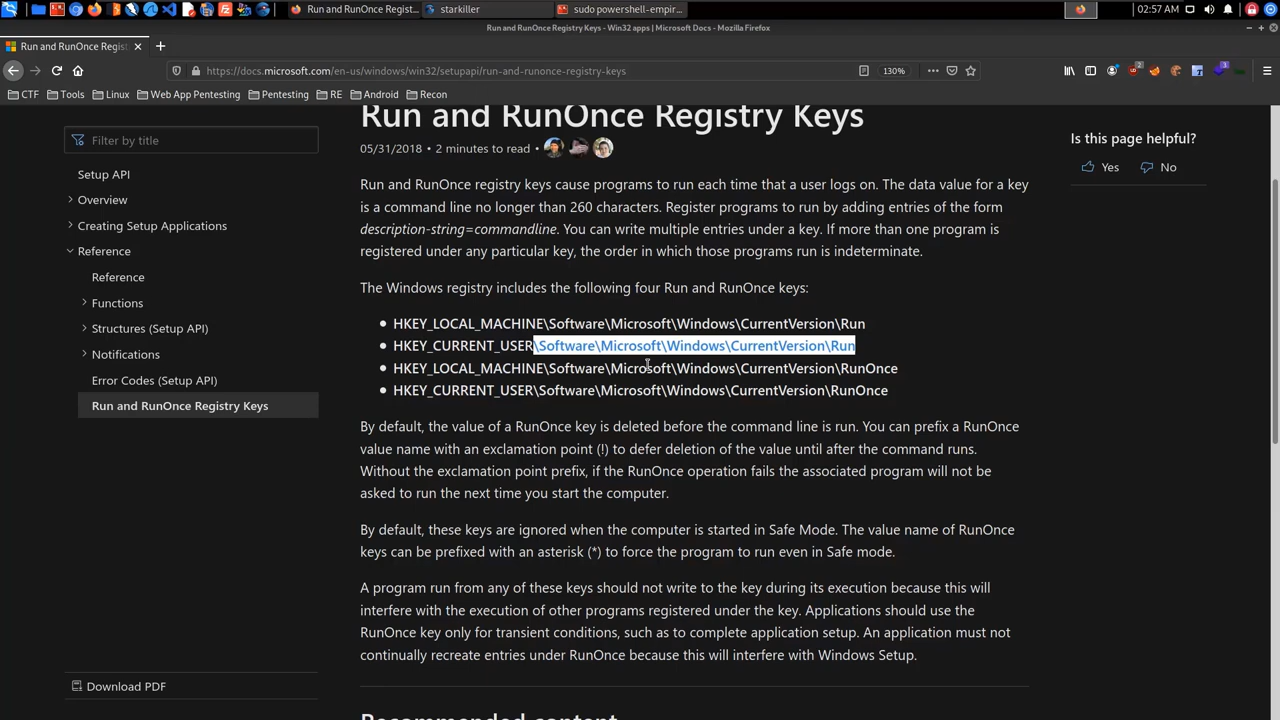 Run and RunOnce Regist...
starkiller
sudo powershell-empir...
02:57 AM
Run and RunOnce Registry Keys - Win32 apps | Microsoft Docs - Mozilla Firefox
Run and RunOnce Regist
https://docs.microsoft.com/en-us/windows/win32/setupapi/run-and-runonce-registry-keys
130%
CTF
Tools
Linux
Web App Pentesting
Pentesting
RE
Android
Recon
Filter by title
Setup API
Overview
Creating Setup Applications
Reference
Reference
Functions
Structures (Setup API)
Notifications
Error Codes (Setup API)
Run and RunOnce Registry Keys
Download PDF
Run and RunOnce Registry Keys
05/31/2018 • 2 minutes to read •
Run and RunOnce registry keys cause programs to run each time that a user logs on. The data value for a key
is a command line no longer than 260 characters. Register programs to run by adding entries of the form
description-string=commandline. You can write multiple entries under a key. If more than one program is
registered under any particular key, the order in which those programs run is indeterminate.
The Windows registry includes the following four Run and RunOnce keys:
• HKEY_LOCAL_MACHINE\Software\Microsoft\Windows\CurrentVersion\Run
• HKEY_CURRENT_USER\Software\Microsoft\Windows\CurrentVersion\Run
• HKEY_LOCAL_MACHINE\Software\Microsoft\Windows\CurrentVersion\RunOnce
• HKEY_CURRENT_USER\Software\Microsoft\Windows\CurrentVersion\RunOnce
By default, the value of a RunOnce key is deleted before the command line is run. You can prefix a RunOnce
value name with an exclamation point (!) to defer deletion of the value until after the command runs.
Without the exclamation point prefix, if the RunOnce operation fails the associated program will not be
asked to run the next time you start the computer.
By default, these keys are ignored when the computer is started in Safe Mode. The value name of RunOnce
keys can be prefixed with an asterisk (*) to force the program to run even in Safe mode.
A program run from any of these keys should not write to the key during its execution because this will
interfere with the execution of other programs registered under the key. Applications should use the
RunOnce key only for transient conditions, such as to complete application setup. An application must not
continually recreate entries under RunOnce because this will interfere with Windows Setup.
Is this page helpful?
Yes
No